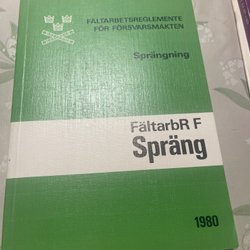 FÄLTARBETSREGLEMENTE
FÖR FÖRSVARSMAKTEN
Sprängning
FältarbR F
Spräng
1980